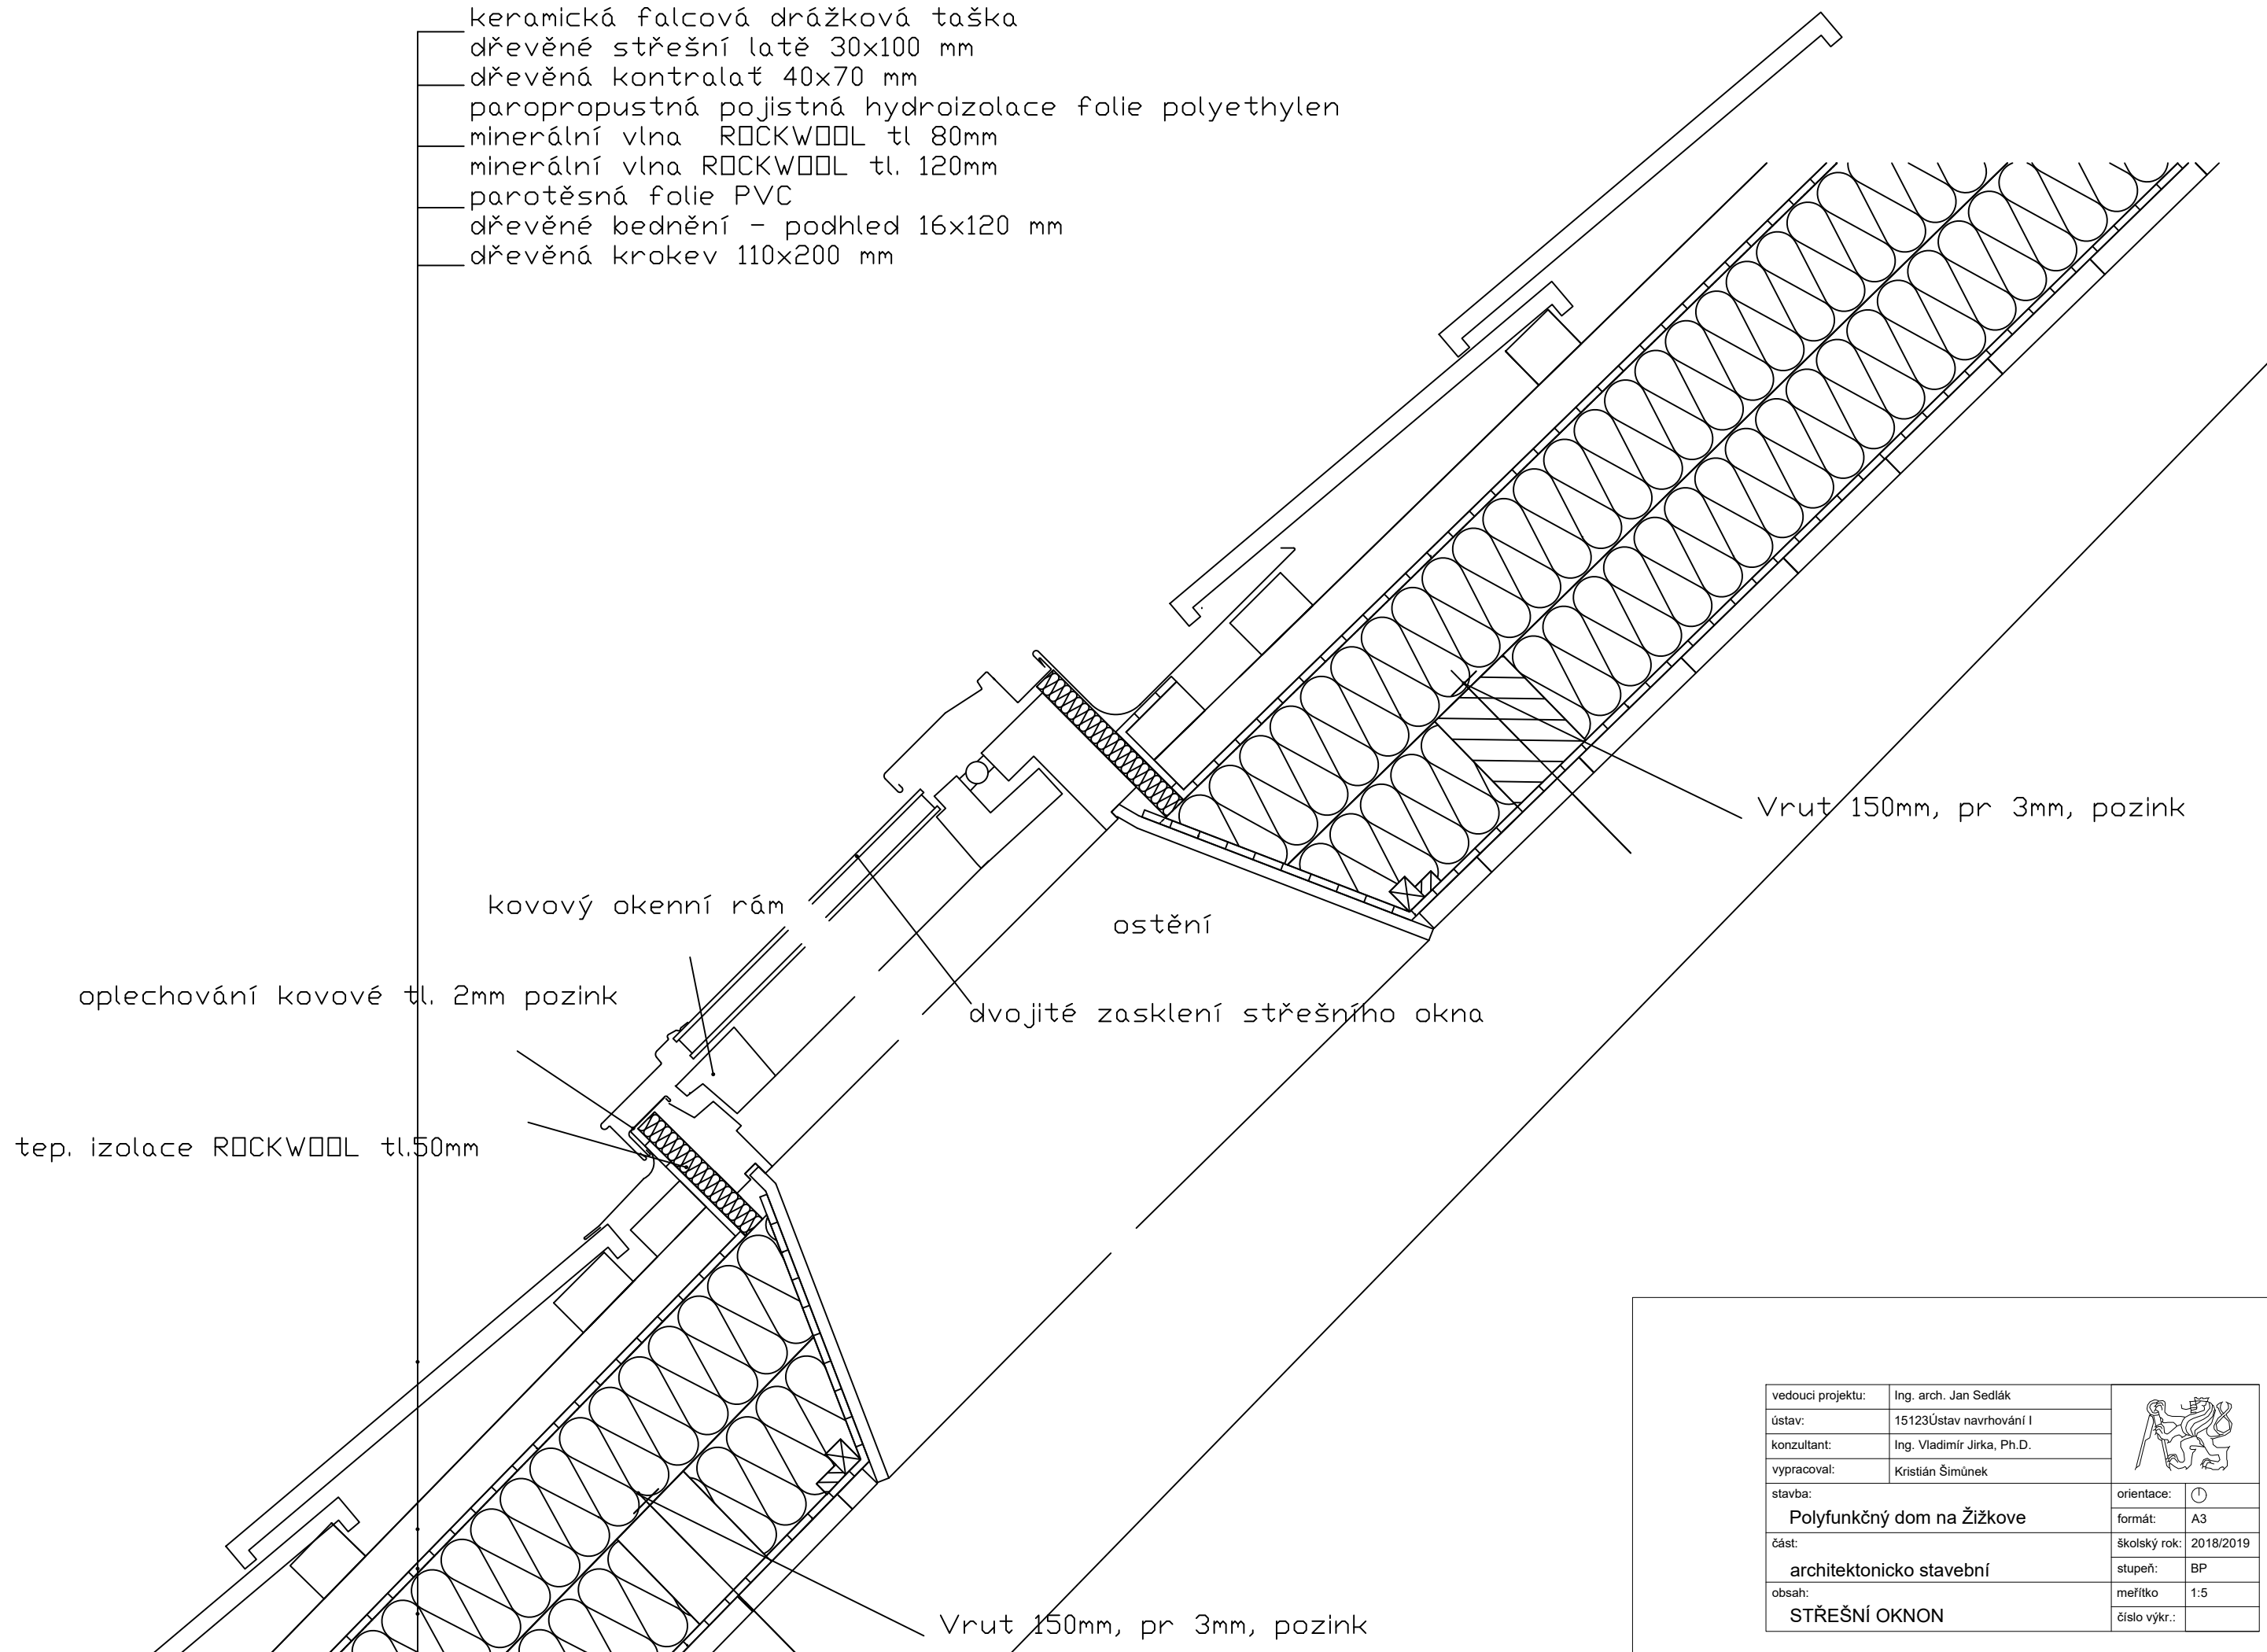 keramická falcová drážková taška
dřevěné střešní latě 30x100 mm
dřevěná kontralať 40x70 mm
paropropustná pojistná hydroizolace folie polyethylen
minerální vlna  ROCKWOOL tl 80mm
minerální vlna ROCKWOOL tl. 120mm
parotěsná folie PVC
dřevěné bednění - podhled 16x120 mm
dřevěná krokev 110x200 mm
Vrut 150mm, pr 3mm, pozink
kovový okenní rám
ostění
oplechování kovové tl. 2mm pozink
dvojité zasklení střešního okna
tep. izolace ROCKWOOL tl.50mm
Vrut 150mm, pr 3mm, pozink
vedouci projektu: Ing. arch. Jan Sedlák
ústav: 15123Ústav navrhování I
konzultant: Ing. Vladimír Jirka, Ph.D.
vypracoval: Kristián Šimůnek
stavba:
Polyfunkčný dom na Žižkove
část:
architektonicko stavební
obsah:
STŘEŠNÍ OKNON
orientace:
formát: A3
školský rok: 2018/2019
stupeň: BP
meřítko 1:5
číslo výkr.: